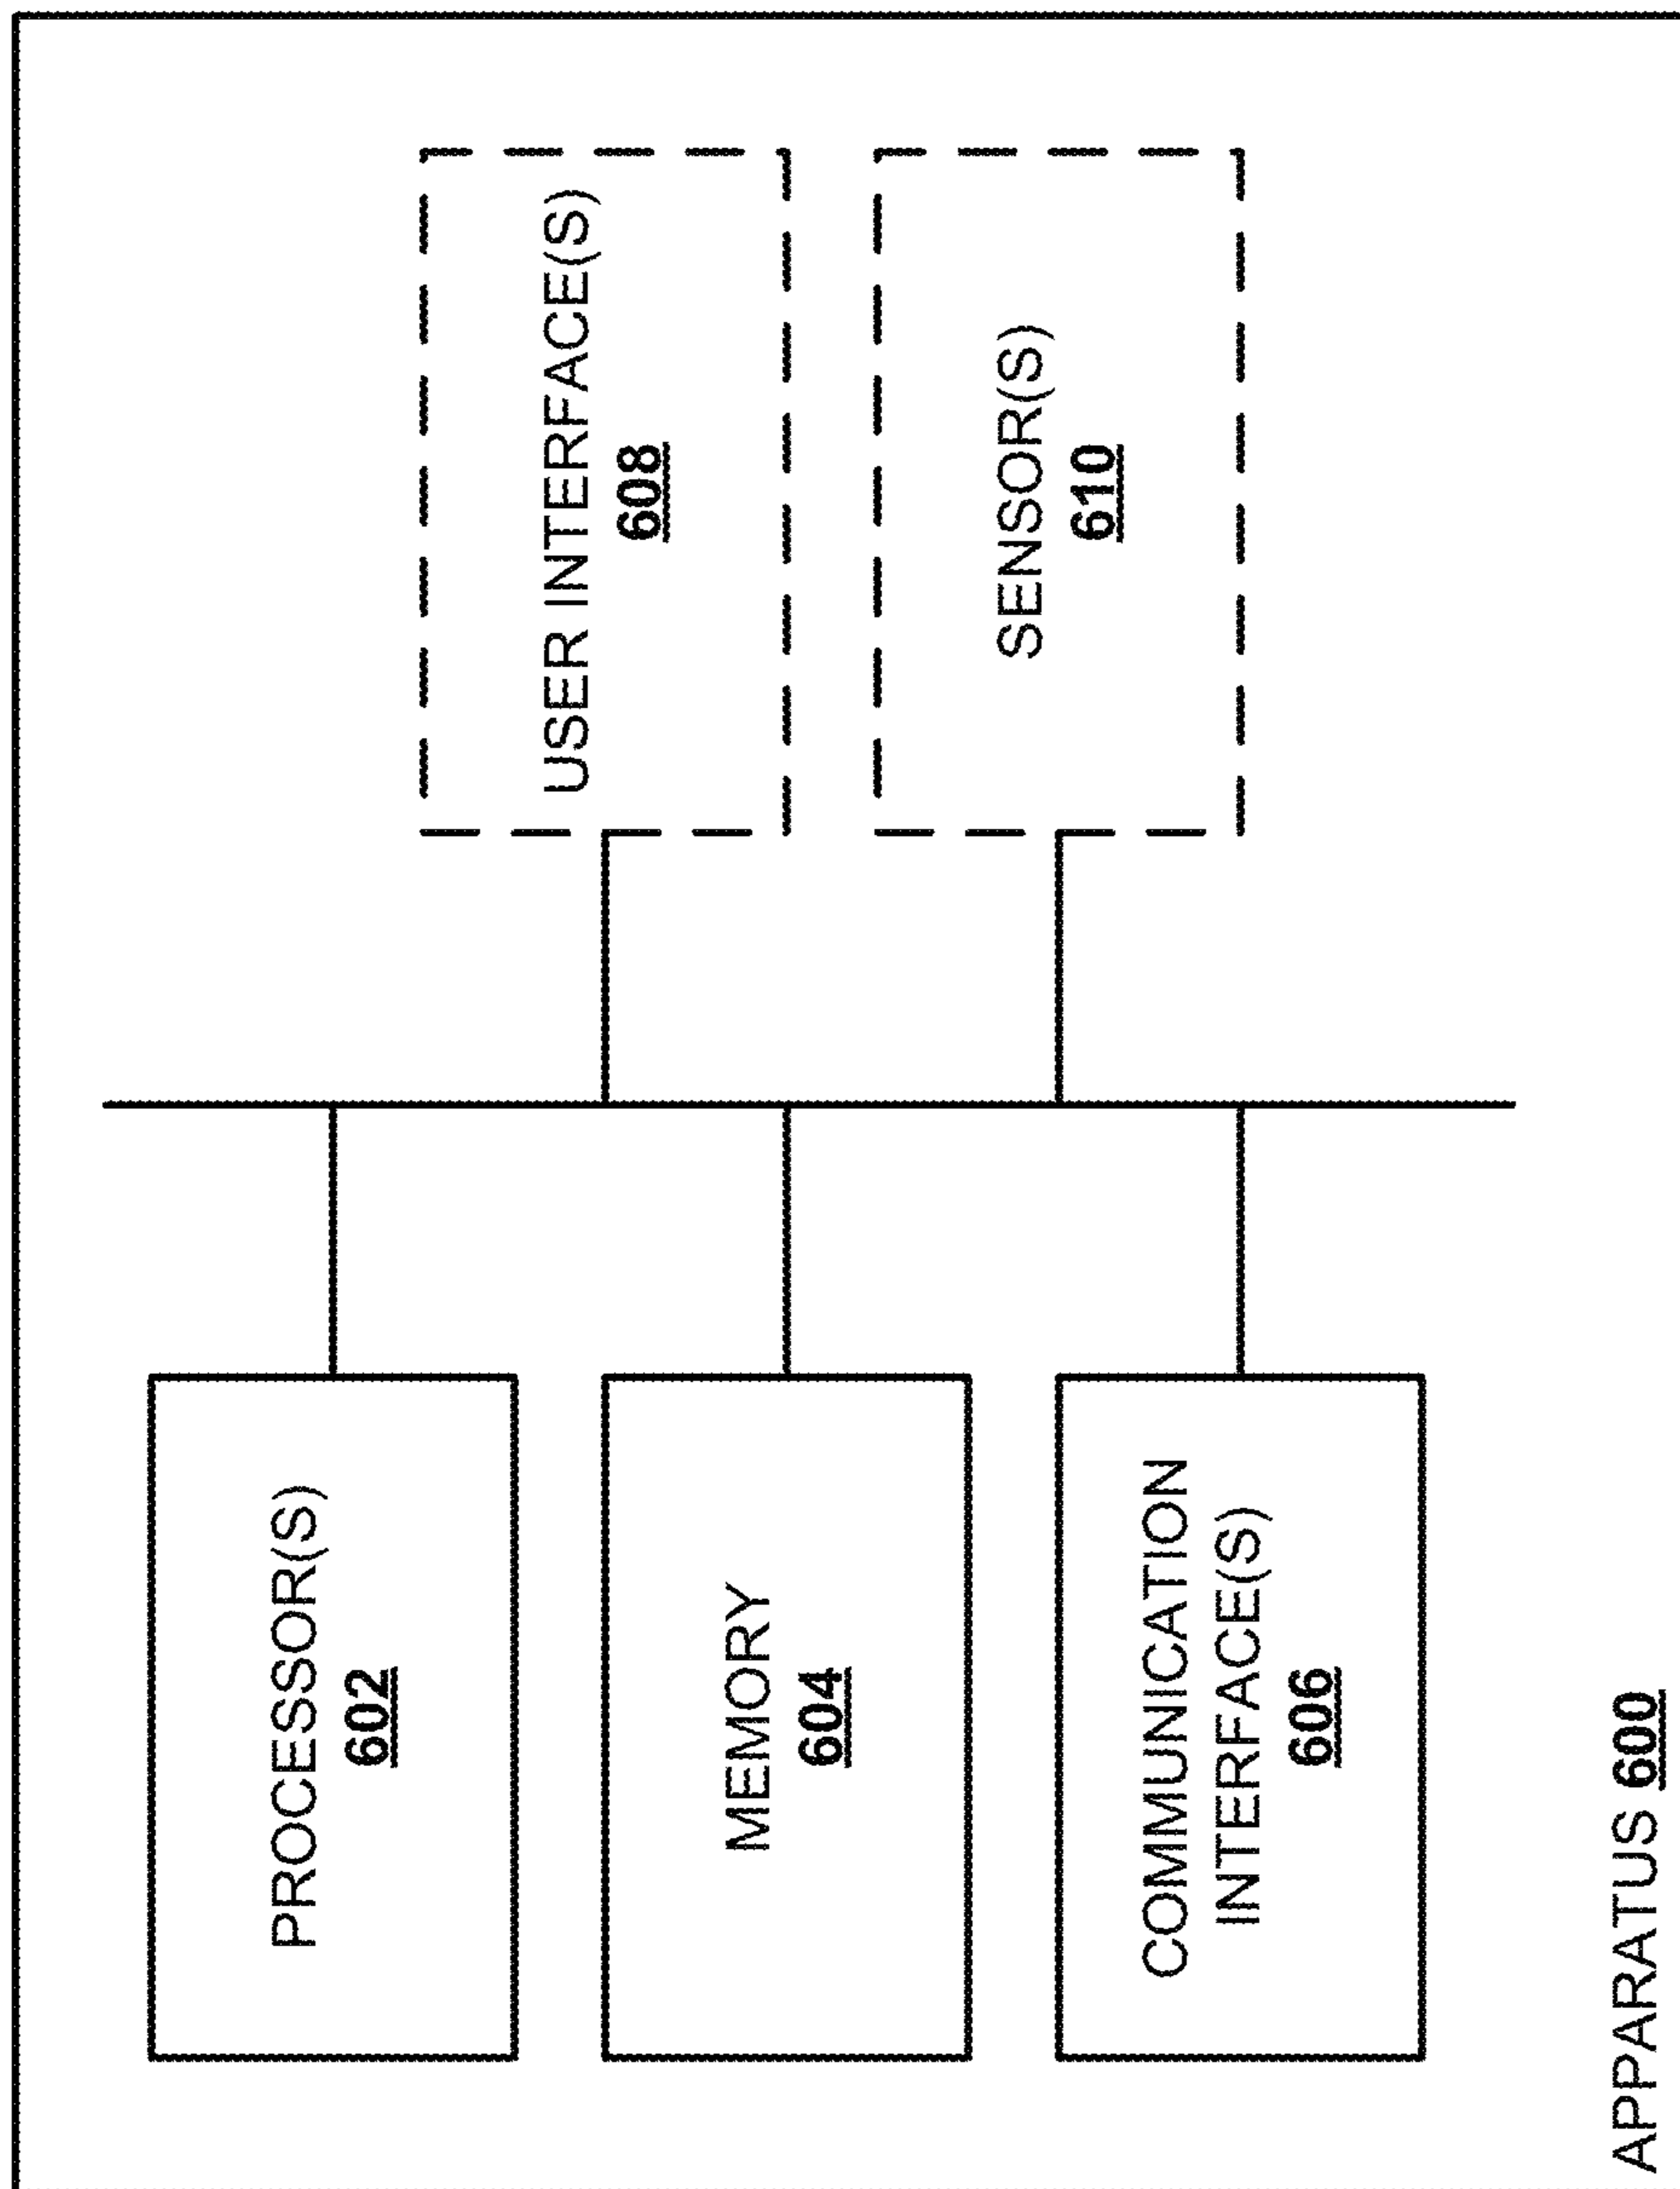 PROCESSOR(S)
602
MEMORY
604
COMMUNICATION
INTERFACE(S)
606
USER INTERFACE(S)
608
SENSOR(S)
610
APPARATUS 600